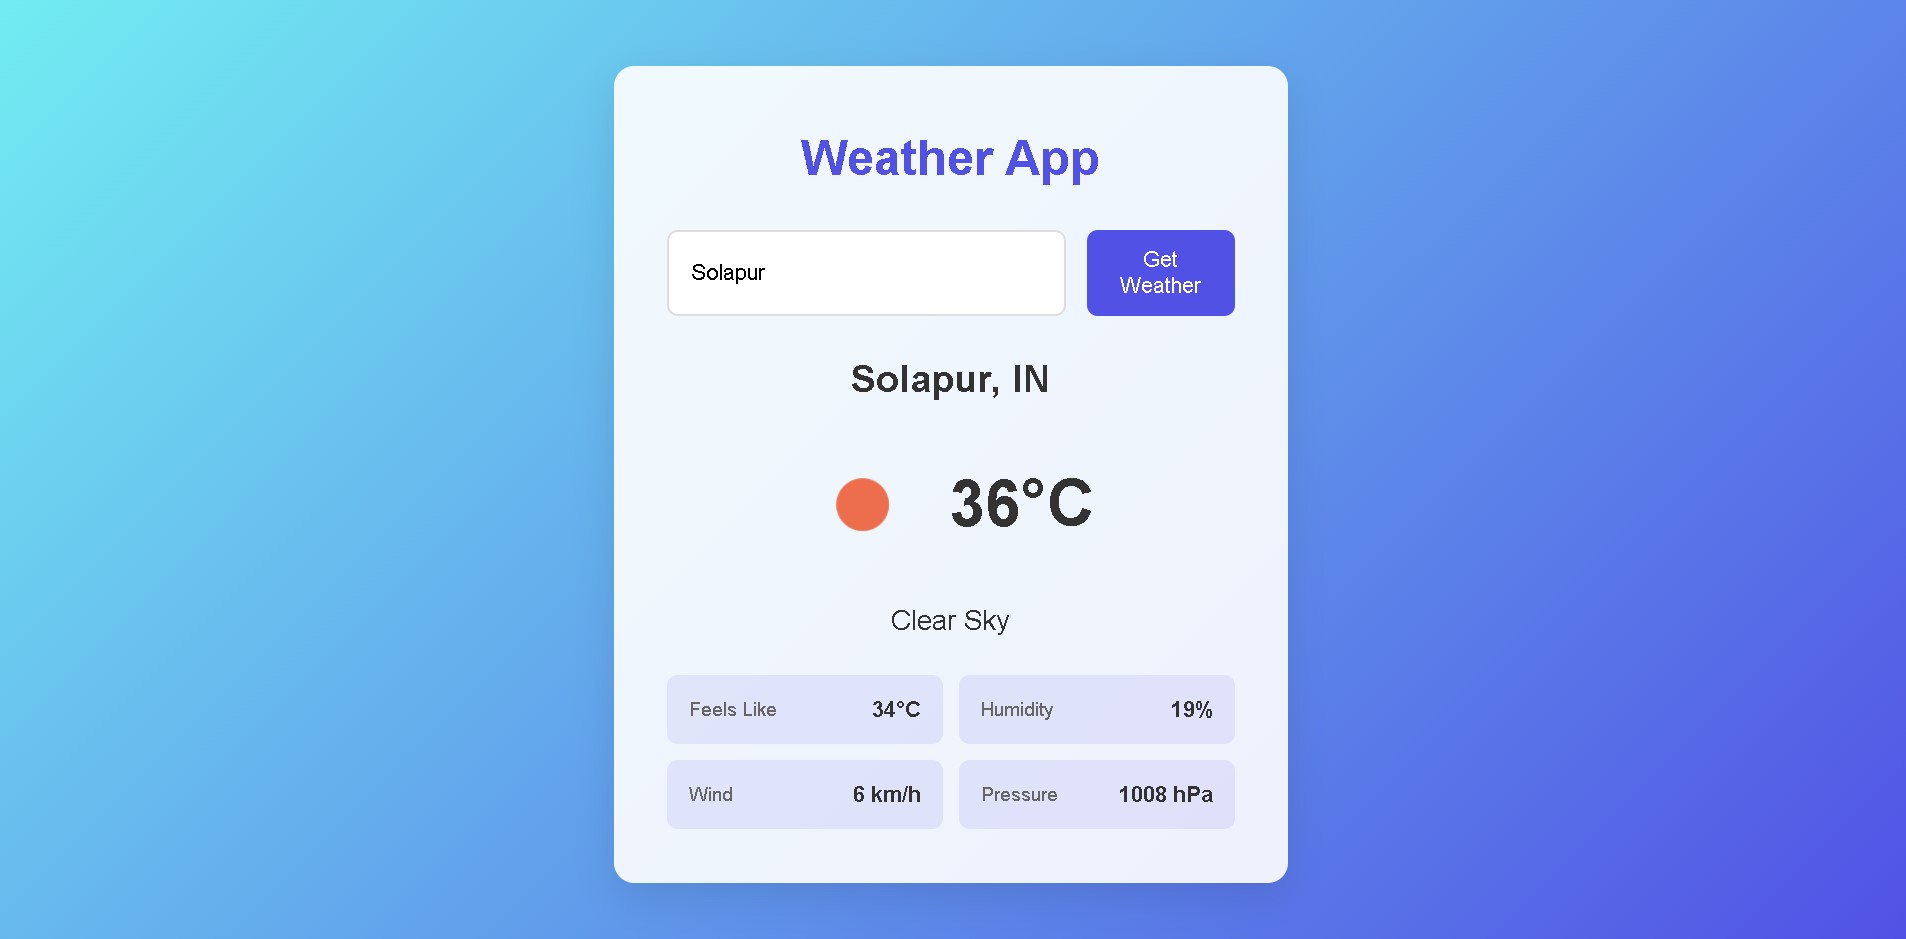 Weather App
Solapur
Get
Weather
Solapur, IN
36°C
Clear Sky
Feels Like 34°C
Humidity 19%
Wind 6 km/h
Pressure 1008 hPa